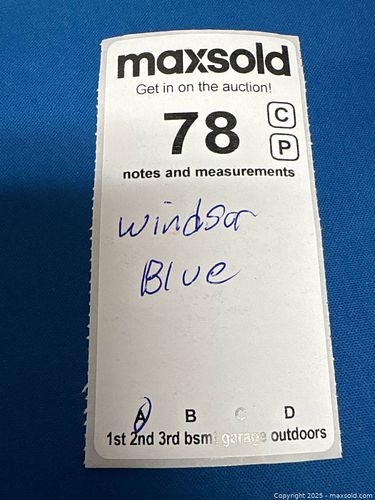 maxsold
Get in on the auction!
78
C
P
notes and measurements
Windsor
Blue
A B C D
1st 2nd 3rd bsmt garage outdoors
Copyright 2025 - maxsold.com